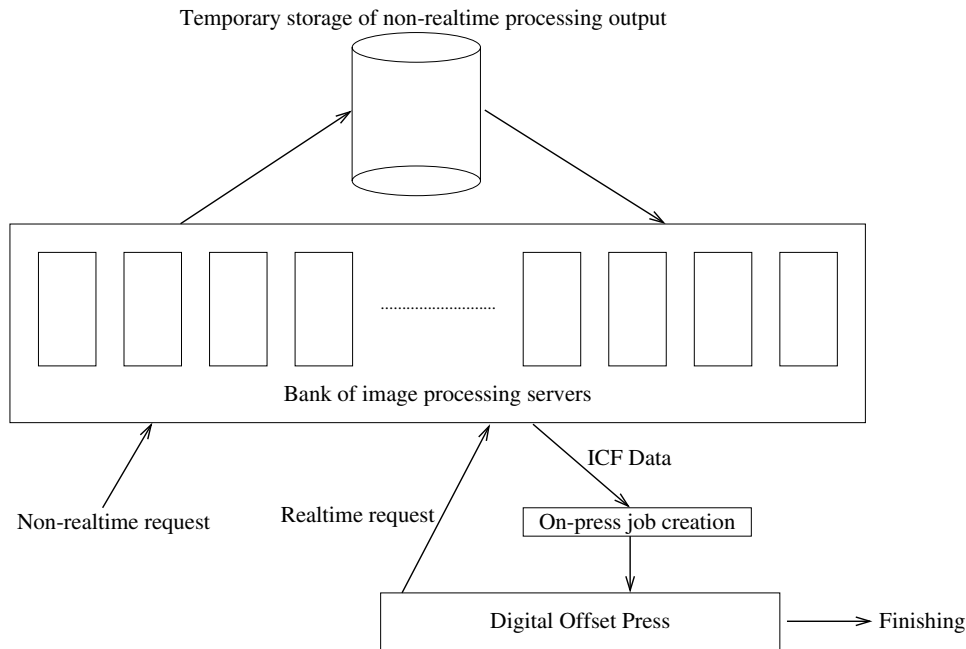 Temporary storage of non-realtime processing output
Bank of image processing servers
ICF Data
Non-realtime request
Realtime request
On-press job creation
Digital Offset Press
Finishing